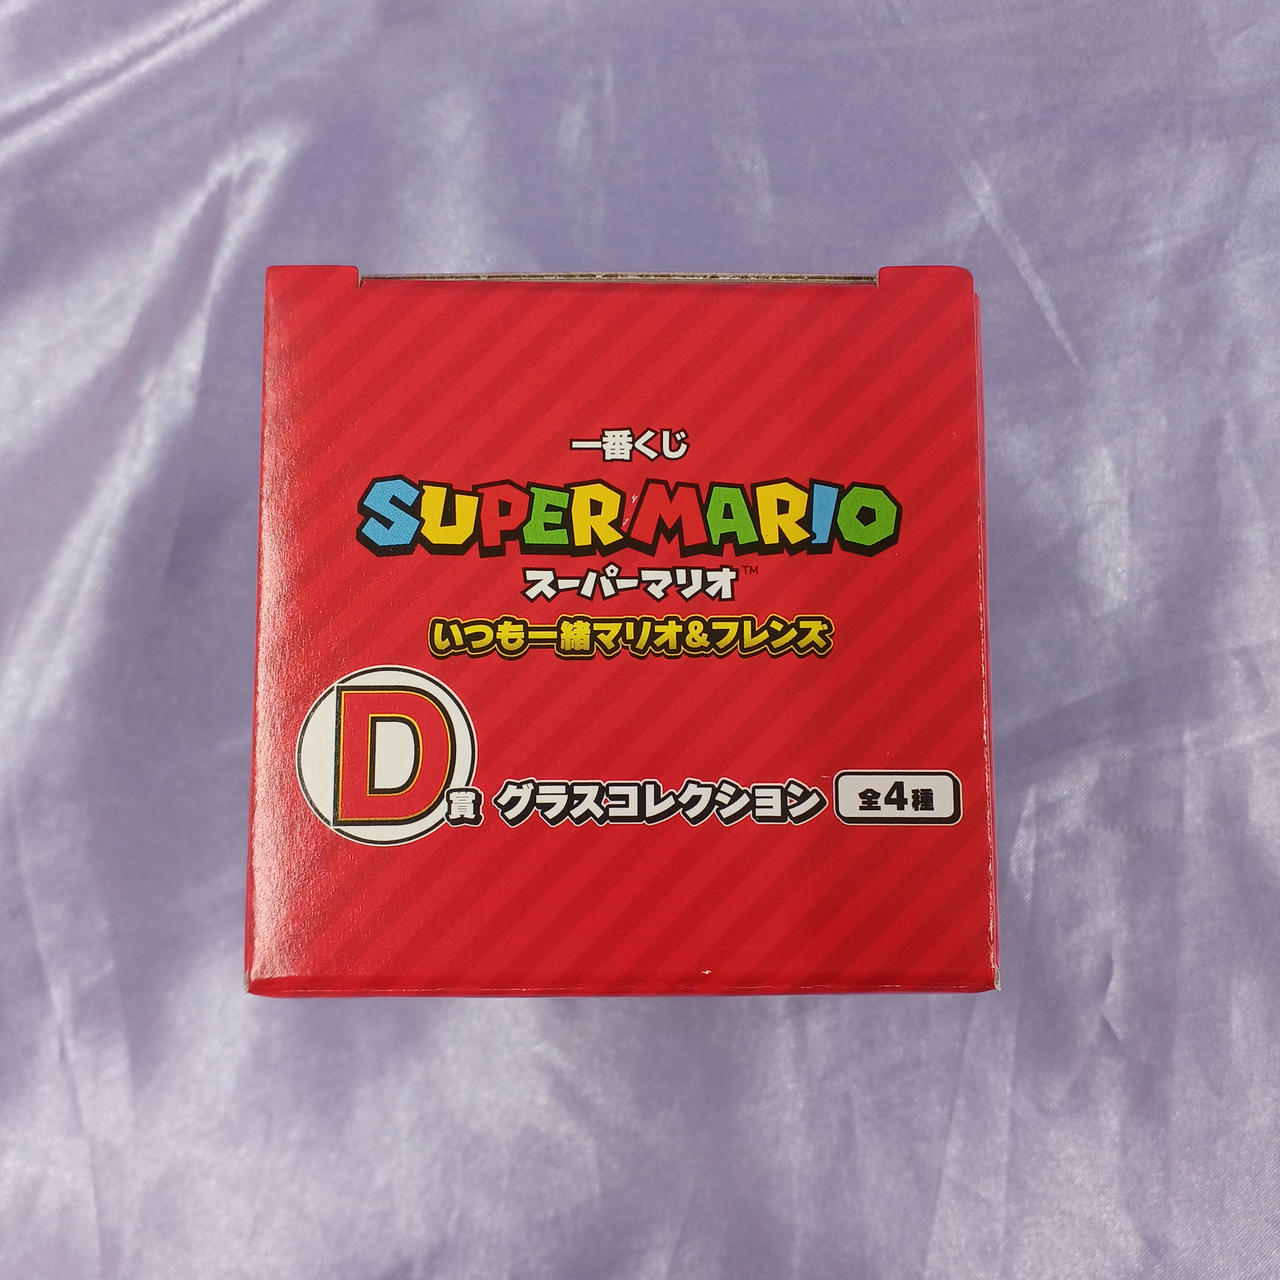 一番くじ
SUPER MARIO
スーパーマリオ™
いつも一緒マリオ&フレンズ
D賞 グラスコレクション 全4種